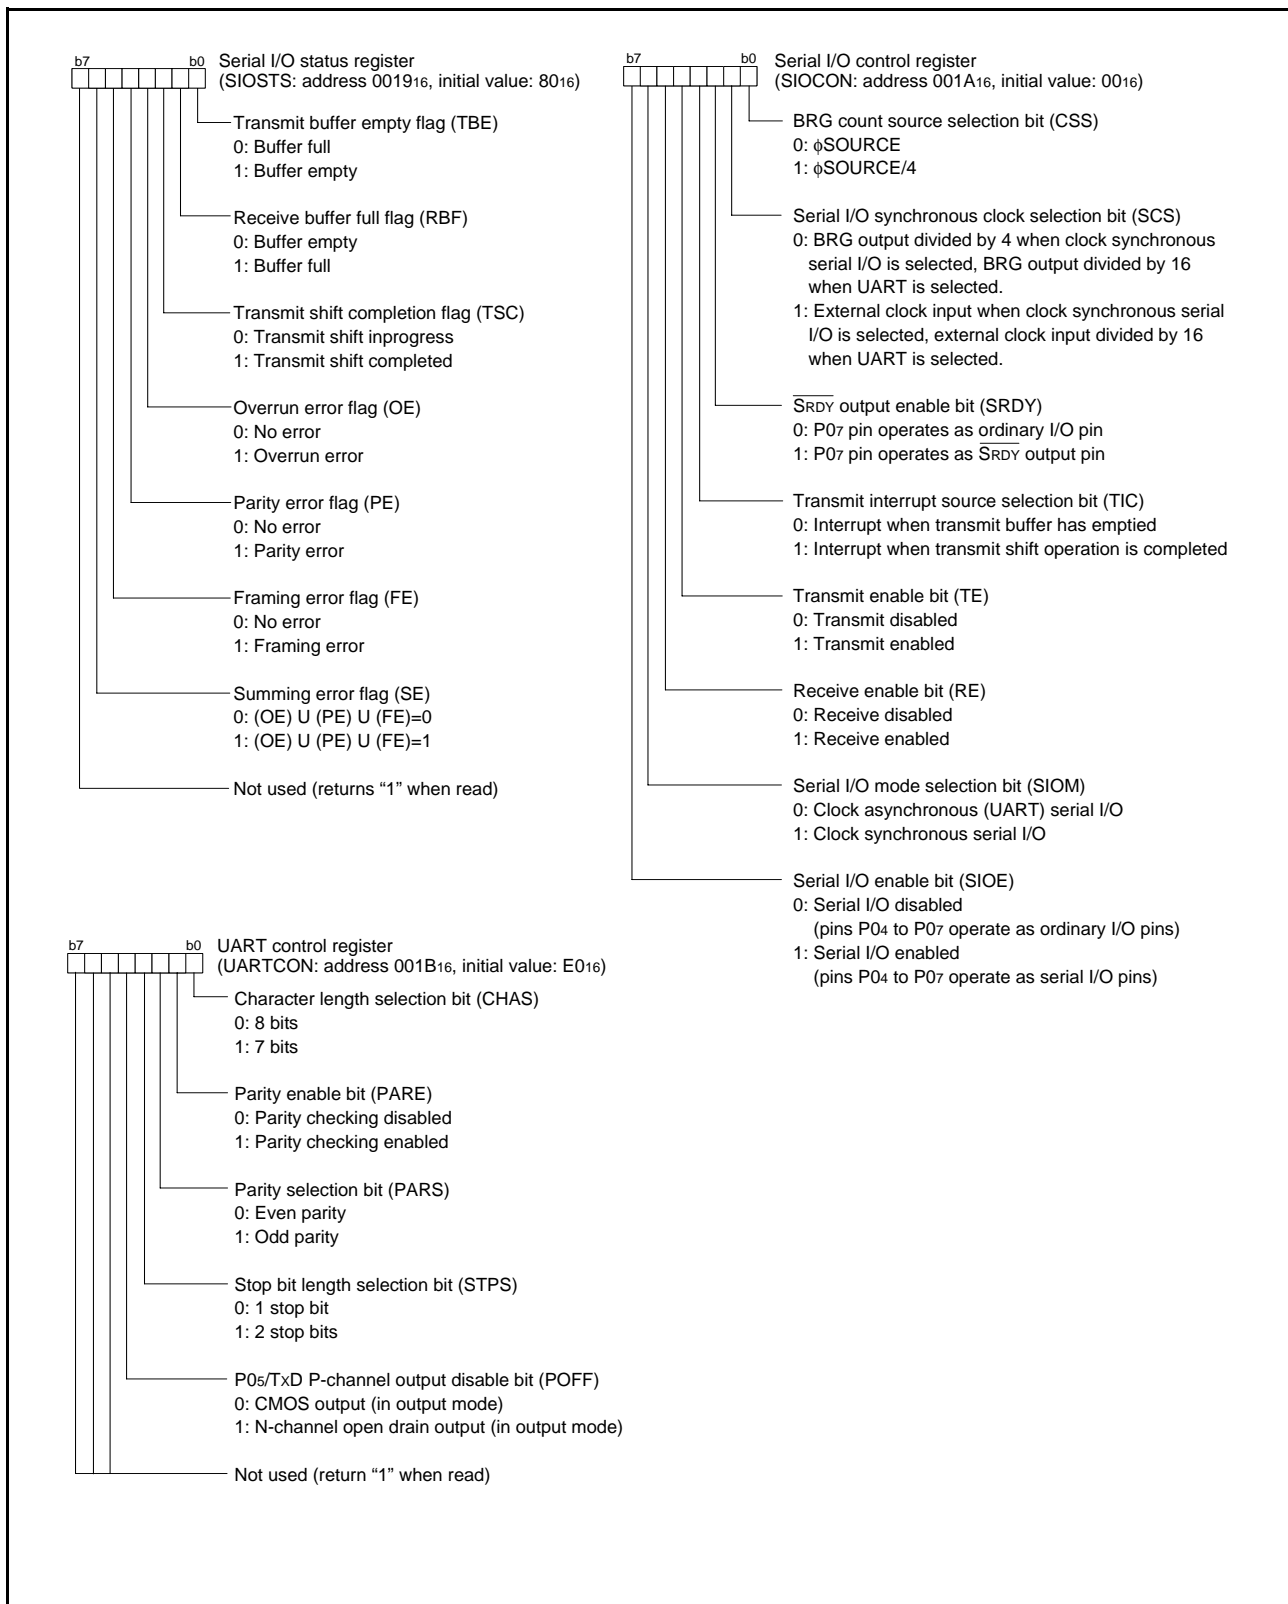 b7 b0 Serial I/O status register
(SIOSTS: address 001916, initial value: 8016)
Transmit buffer empty flag (TBE)
0: Buffer full
1: Buffer empty
Receive buffer full flag (RBF)
0: Buffer empty
1: Buffer full
Transmit shift completion flag (TSC)
0: Transmit shift inprogress
1: Transmit shift completed
Overrun error flag (OE)
0: No error
1: Overrun error
Parity error flag (PE)
0: No error
1: Parity error
Framing error flag (FE)
0: No error
1: Framing error
Summing error flag (SE)
0: (OE) U (PE) U (FE)=0
1: (OE) U (PE) U (FE)=1
Not used (returns “1” when read)
b7 b0 UART control register
(UARTCON: address 001B16, initial value: E016)
Character length selection bit (CHAS)
0: 8 bits
1: 7 bits
Parity enable bit (PARE)
0: Parity checking disabled
1: Parity checking enabled
Parity selection bit (PARS)
0: Even parity
1: Odd parity
Stop bit length selection bit (STPS)
0: 1 stop bit
1: 2 stop bits
P05/TxD P-channel output disable bit (POFF)
0: CMOS output (in output mode)
1: N-channel open drain output (in output mode)
Not used (return “1” when read)
b7 b0 Serial I/O control register
(SIOCON: address 001A16, initial value: 0016)
BRG count source selection bit (CSS)
0: ϕSOURCE
1: ϕSOURCE/4
Serial I/O synchronous clock selection bit (SCS)
0: BRG output divided by 4 when clock synchronous
serial I/O is selected, BRG output divided by 16
when UART is selected.
1: External clock input when clock synchronous serial
I/O is selected, external clock input divided by 16
when UART is selected.
SRDY output enable bit (SRDY)
0: P07 pin operates as ordinary I/O pin
1: P07 pin operates as SRDY output pin
Transmit interrupt source selection bit (TIC)
0: Interrupt when transmit buffer has emptied
1: Interrupt when transmit shift operation is completed
Transmit enable bit (TE)
0: Transmit disabled
1: Transmit enabled
Receive enable bit (RE)
0: Receive disabled
1: Receive enabled
Serial I/O mode selection bit (SIOM)
0: Clock asynchronous (UART) serial I/O
1: Clock synchronous serial I/O
Serial I/O enable bit (SIOE)
0: Serial I/O disabled
(pins P04 to P07 operate as ordinary I/O pins)
1: Serial I/O enabled
(pins P04 to P07 operate as serial I/O pins)